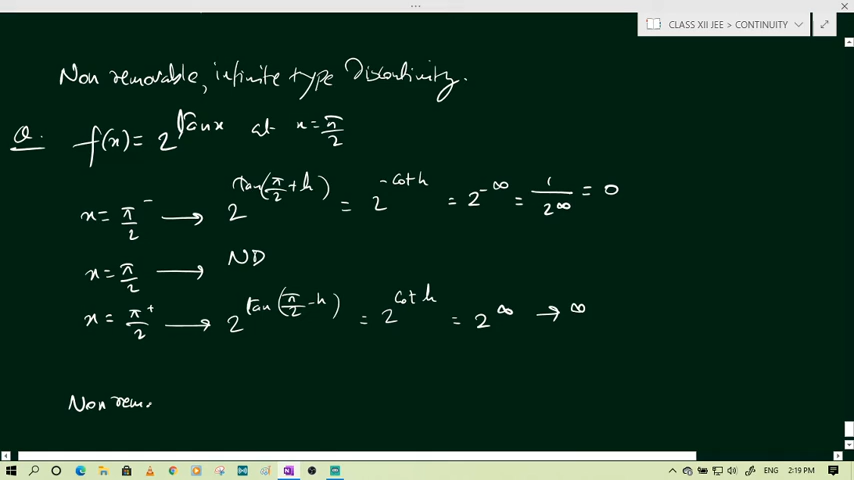 CLASS XII JEE > CONTINUITY
Non removable, infinite type Discontinuity.
Q. f(x) = 2^tanx at x = π/2
x = π/2⁻ → 2^tan(π/2 + h) = 2^-cot h = 2^-∞ = 1/2^∞ = 0
x = π/2 → ND
x = π/2⁺ → 2^tan(π/2 - h) = 2^cot h = 2^∞ → ∞
Non rem.
ENG 2:19 PM